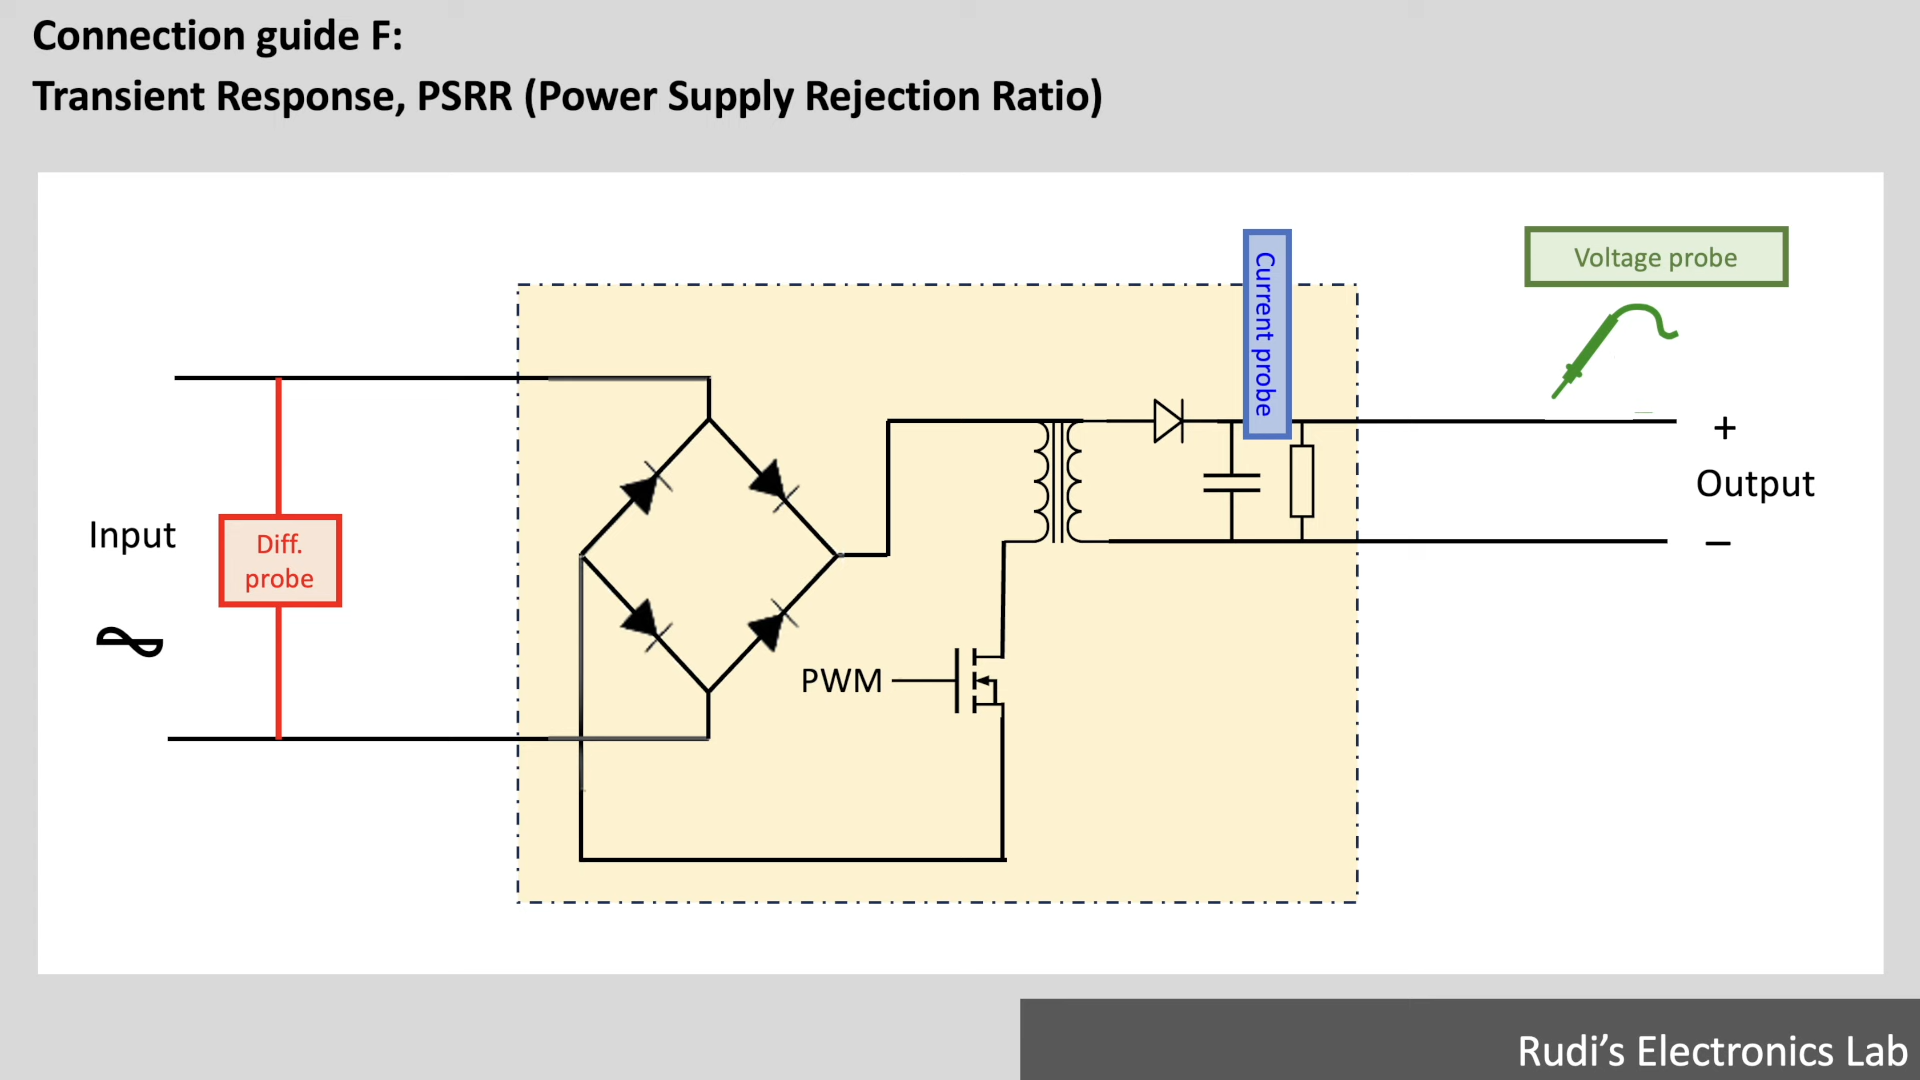 Connection guide F:
Transient Response, PSRR (Power Supply Rejection Ratio)
Voltage probe
Current probe
+
Output
−
Input
Diff.
probe
PWM
Rudi’s Electronics Lab